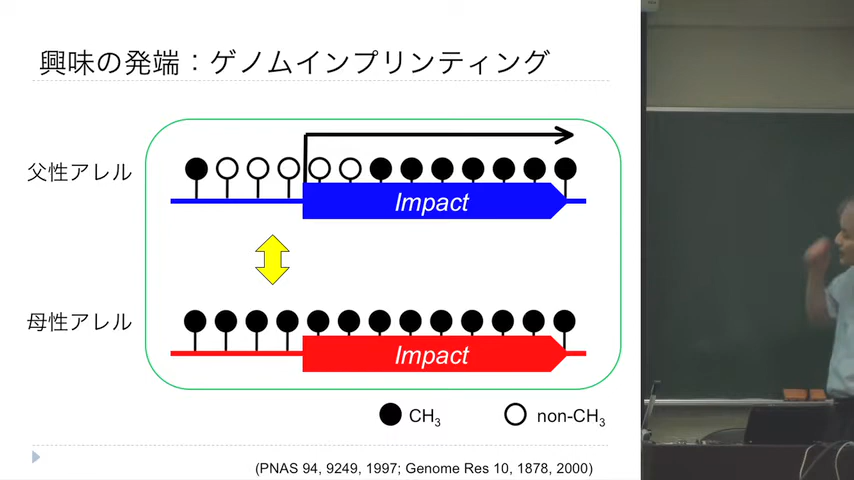 興味の発端：ゲノムインプリンティング
父性アレル
Impact
母性アレル
Impact
CH3
non-CH3
(PNAS 94, 9249, 1997; Genome Res 10, 1878, 2000)